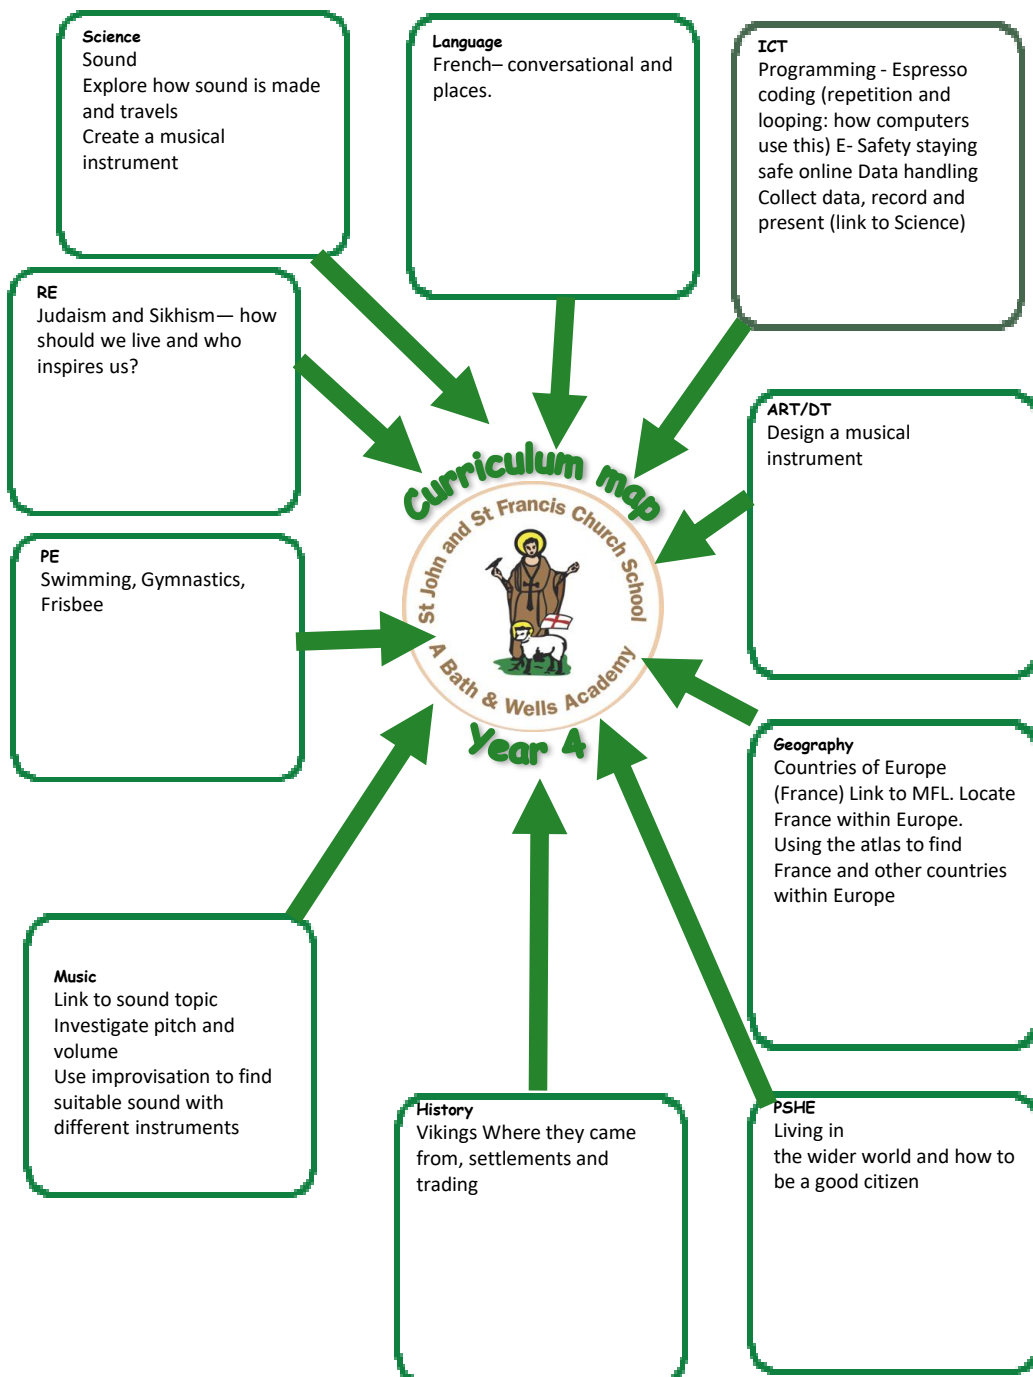 Science
Sound
Explore how sound is made
and travels
Create a musical
instrument
Language
French– conversational and
places.
ICT
Programming - Espresso
coding (repetition and
looping: how computers
use this) E- Safety staying
safe online Data handling
Collect data, record and
present (link to Science)
RE
Judaism and Sikhism— how
should we live and who
inspires us?
ART/DT
Design a musical
instrument
Curriculum map
St John and St Francis Church School
A Bath & Wells Academy
Year 4
PE
Swimming, Gymnastics,
Frisbee
Geography
Countries of Europe
(France) Link to MFL. Locate
France within Europe.
Using the atlas to find
France and other countries
within Europe
Music
Link to sound topic
Investigate pitch and
volume
Use improvisation to find
suitable sound with
different instruments
History
Vikings Where they came
from, settlements and
trading
PSHE
Living in
the wider world and how to
be a good citizen